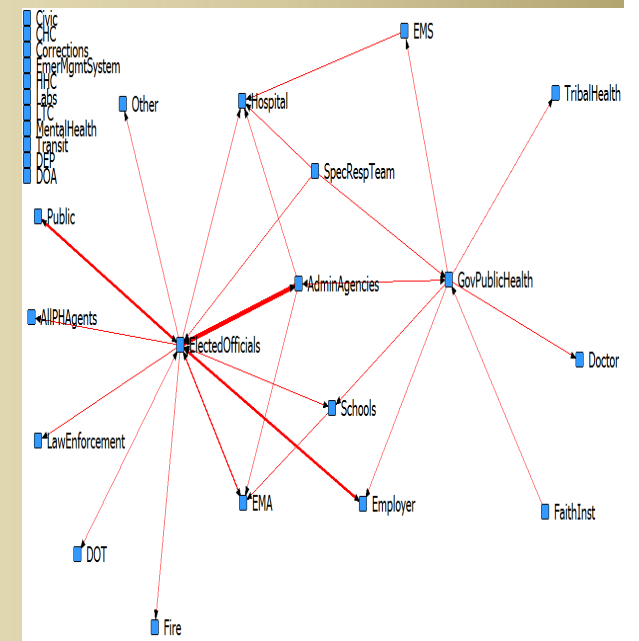 Civic
CHC
Corrections
EmerMgmtSystem
HHC
Labs
LTC
MentalHealth
Transit
DEP
DOA
EMS
Other
Hospital
TribalHealth
SpecRespTeam
Public
AdminAgencies
GovPublicHealth
AllPHAgents
ElectedOfficials
Doctor
Schools
LawEnforcement
EMA
Employer
FaithInst
DOT
Fire